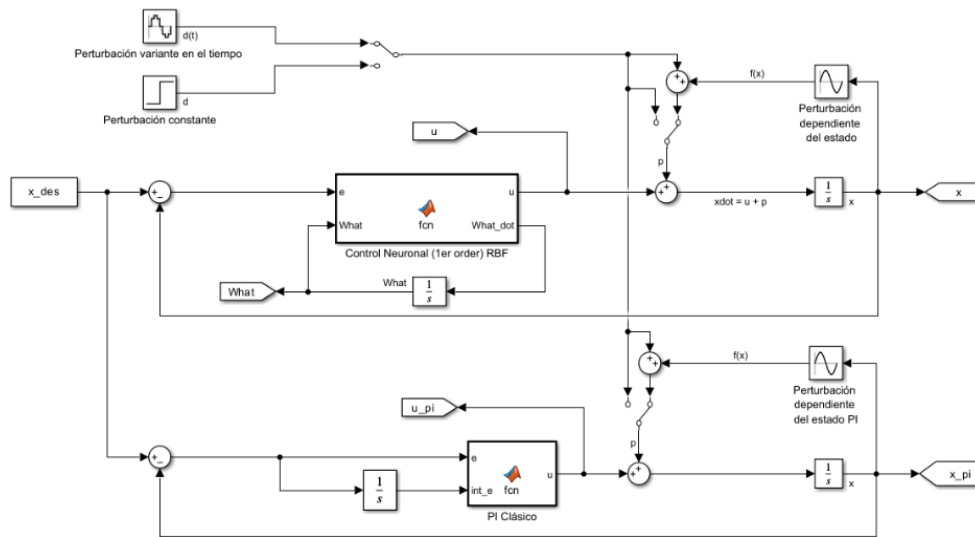 d(t)
Perturbación variante en el tiempo
d
Perturbación constante
f(x)
Perturbación
dependiente
del estado
u
p
x_des
+
−
e
What
fcn
u
What_dot
Control Neuronal (1er order) RBF
+
+
+
+
xdot = u + p
1
s
x
x
What
What
1
s
f(x)
Perturbación
dependiente
del estado PI
+
+
u_pi
p
+
−
e
int_e
fcn
u
PI Clásico
1
s
+
+
1
s
x
x_pi